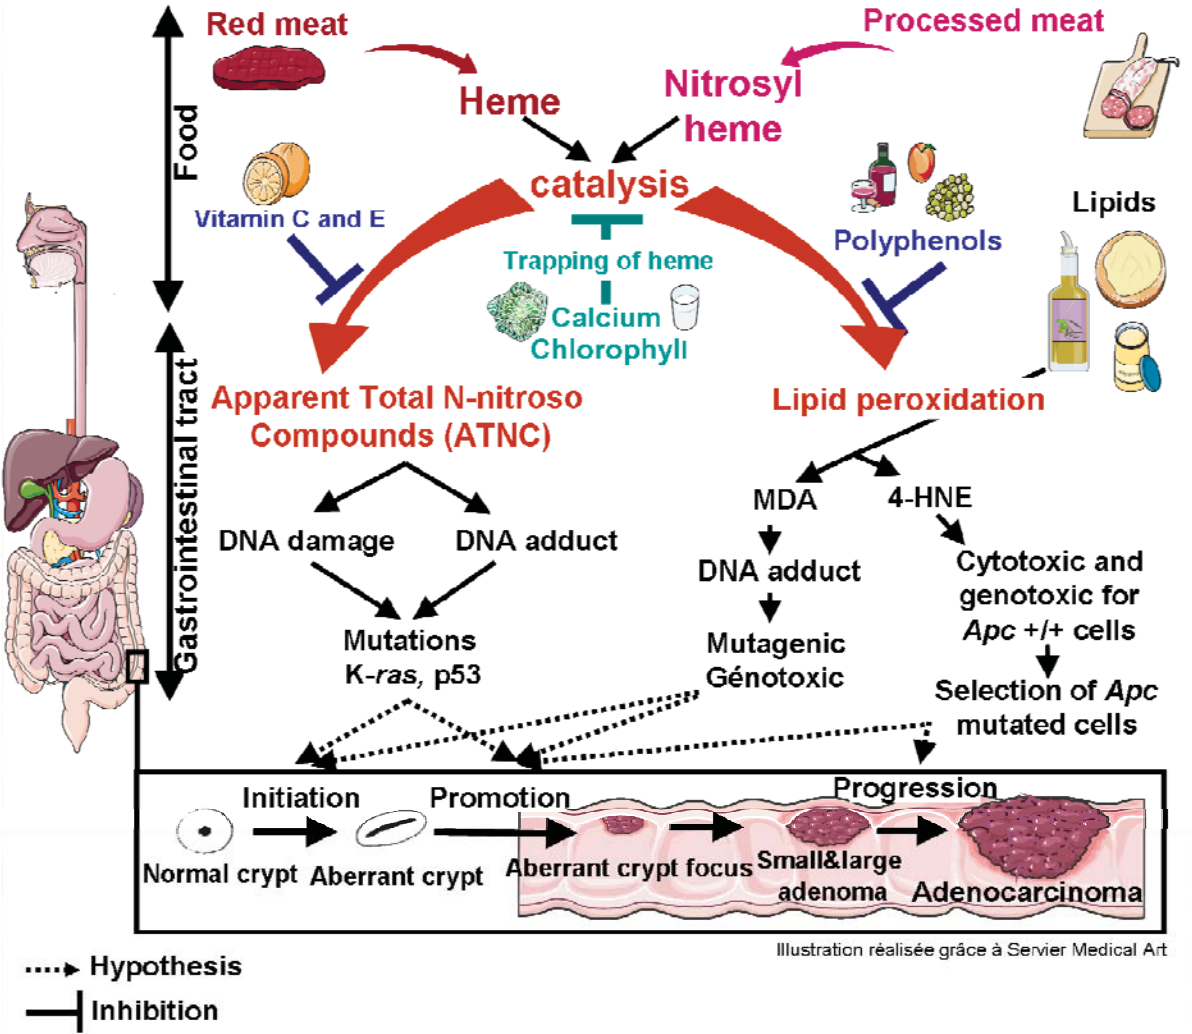 Red meat
Processed meat
Heme
Nitrosyl
heme
Food
catalysis
Vitamin C and E
Polyphenols
Lipids
Trapping of heme
Calcium
Chlorophyll
Gastrointestinal tract
Apparent Total N-nitroso
Compounds (ATNC)
Lipid peroxidation
DNA damage
DNA adduct
MDA
4-HNE
DNA adduct
Cytotoxic and
genotoxic for
Apc +/+ cells
Mutations
K-ras, p53
Mutagenic
Génotoxic
Selection of Apc
mutated cells
Initiation
Promotion
Progression
Normal crypt
Aberrant crypt
Aberrant crypt focus
Small&large
adenoma
Adenocarcinoma
Illustration réalisée grâce à Servier Medical Art
Hypothesis
Inhibition